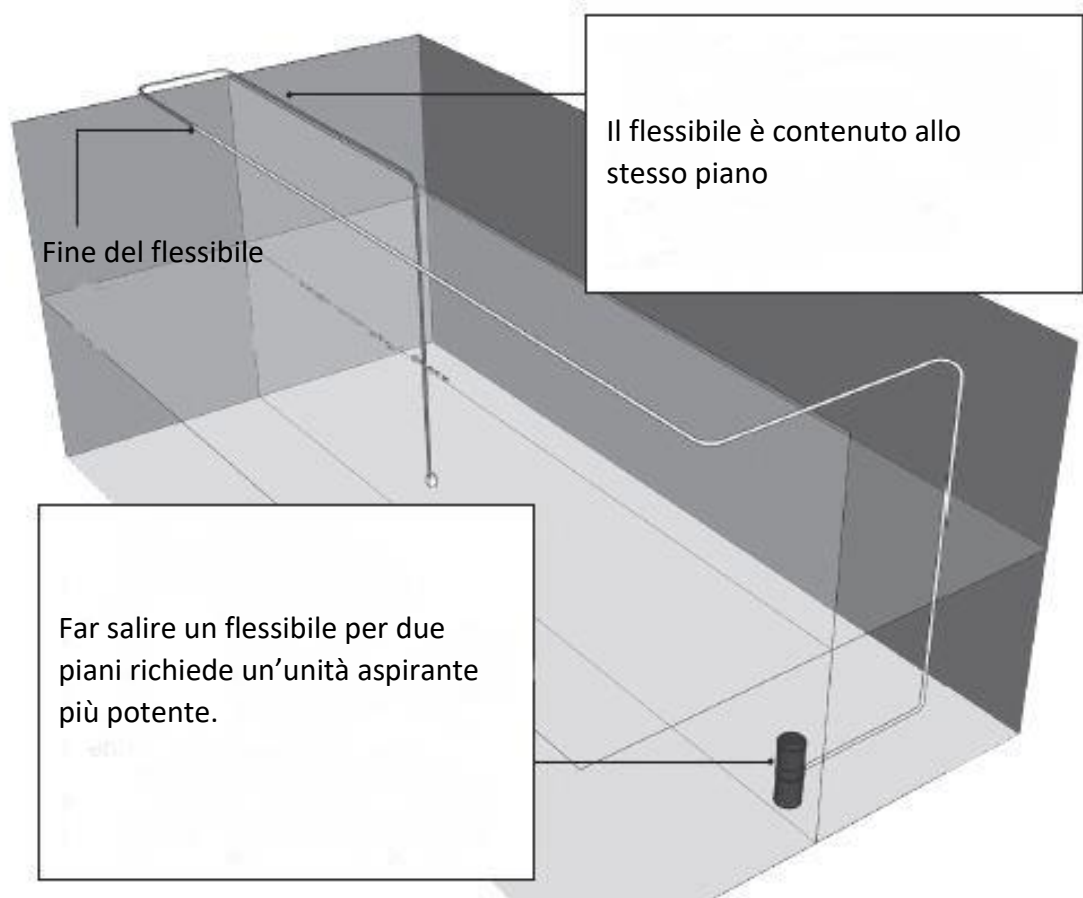 Il flessibile è contenuto allo
stesso piano
Fine del flessibile
Far salire un flessibile per due
piani richiede un’unità aspirante
più potente.